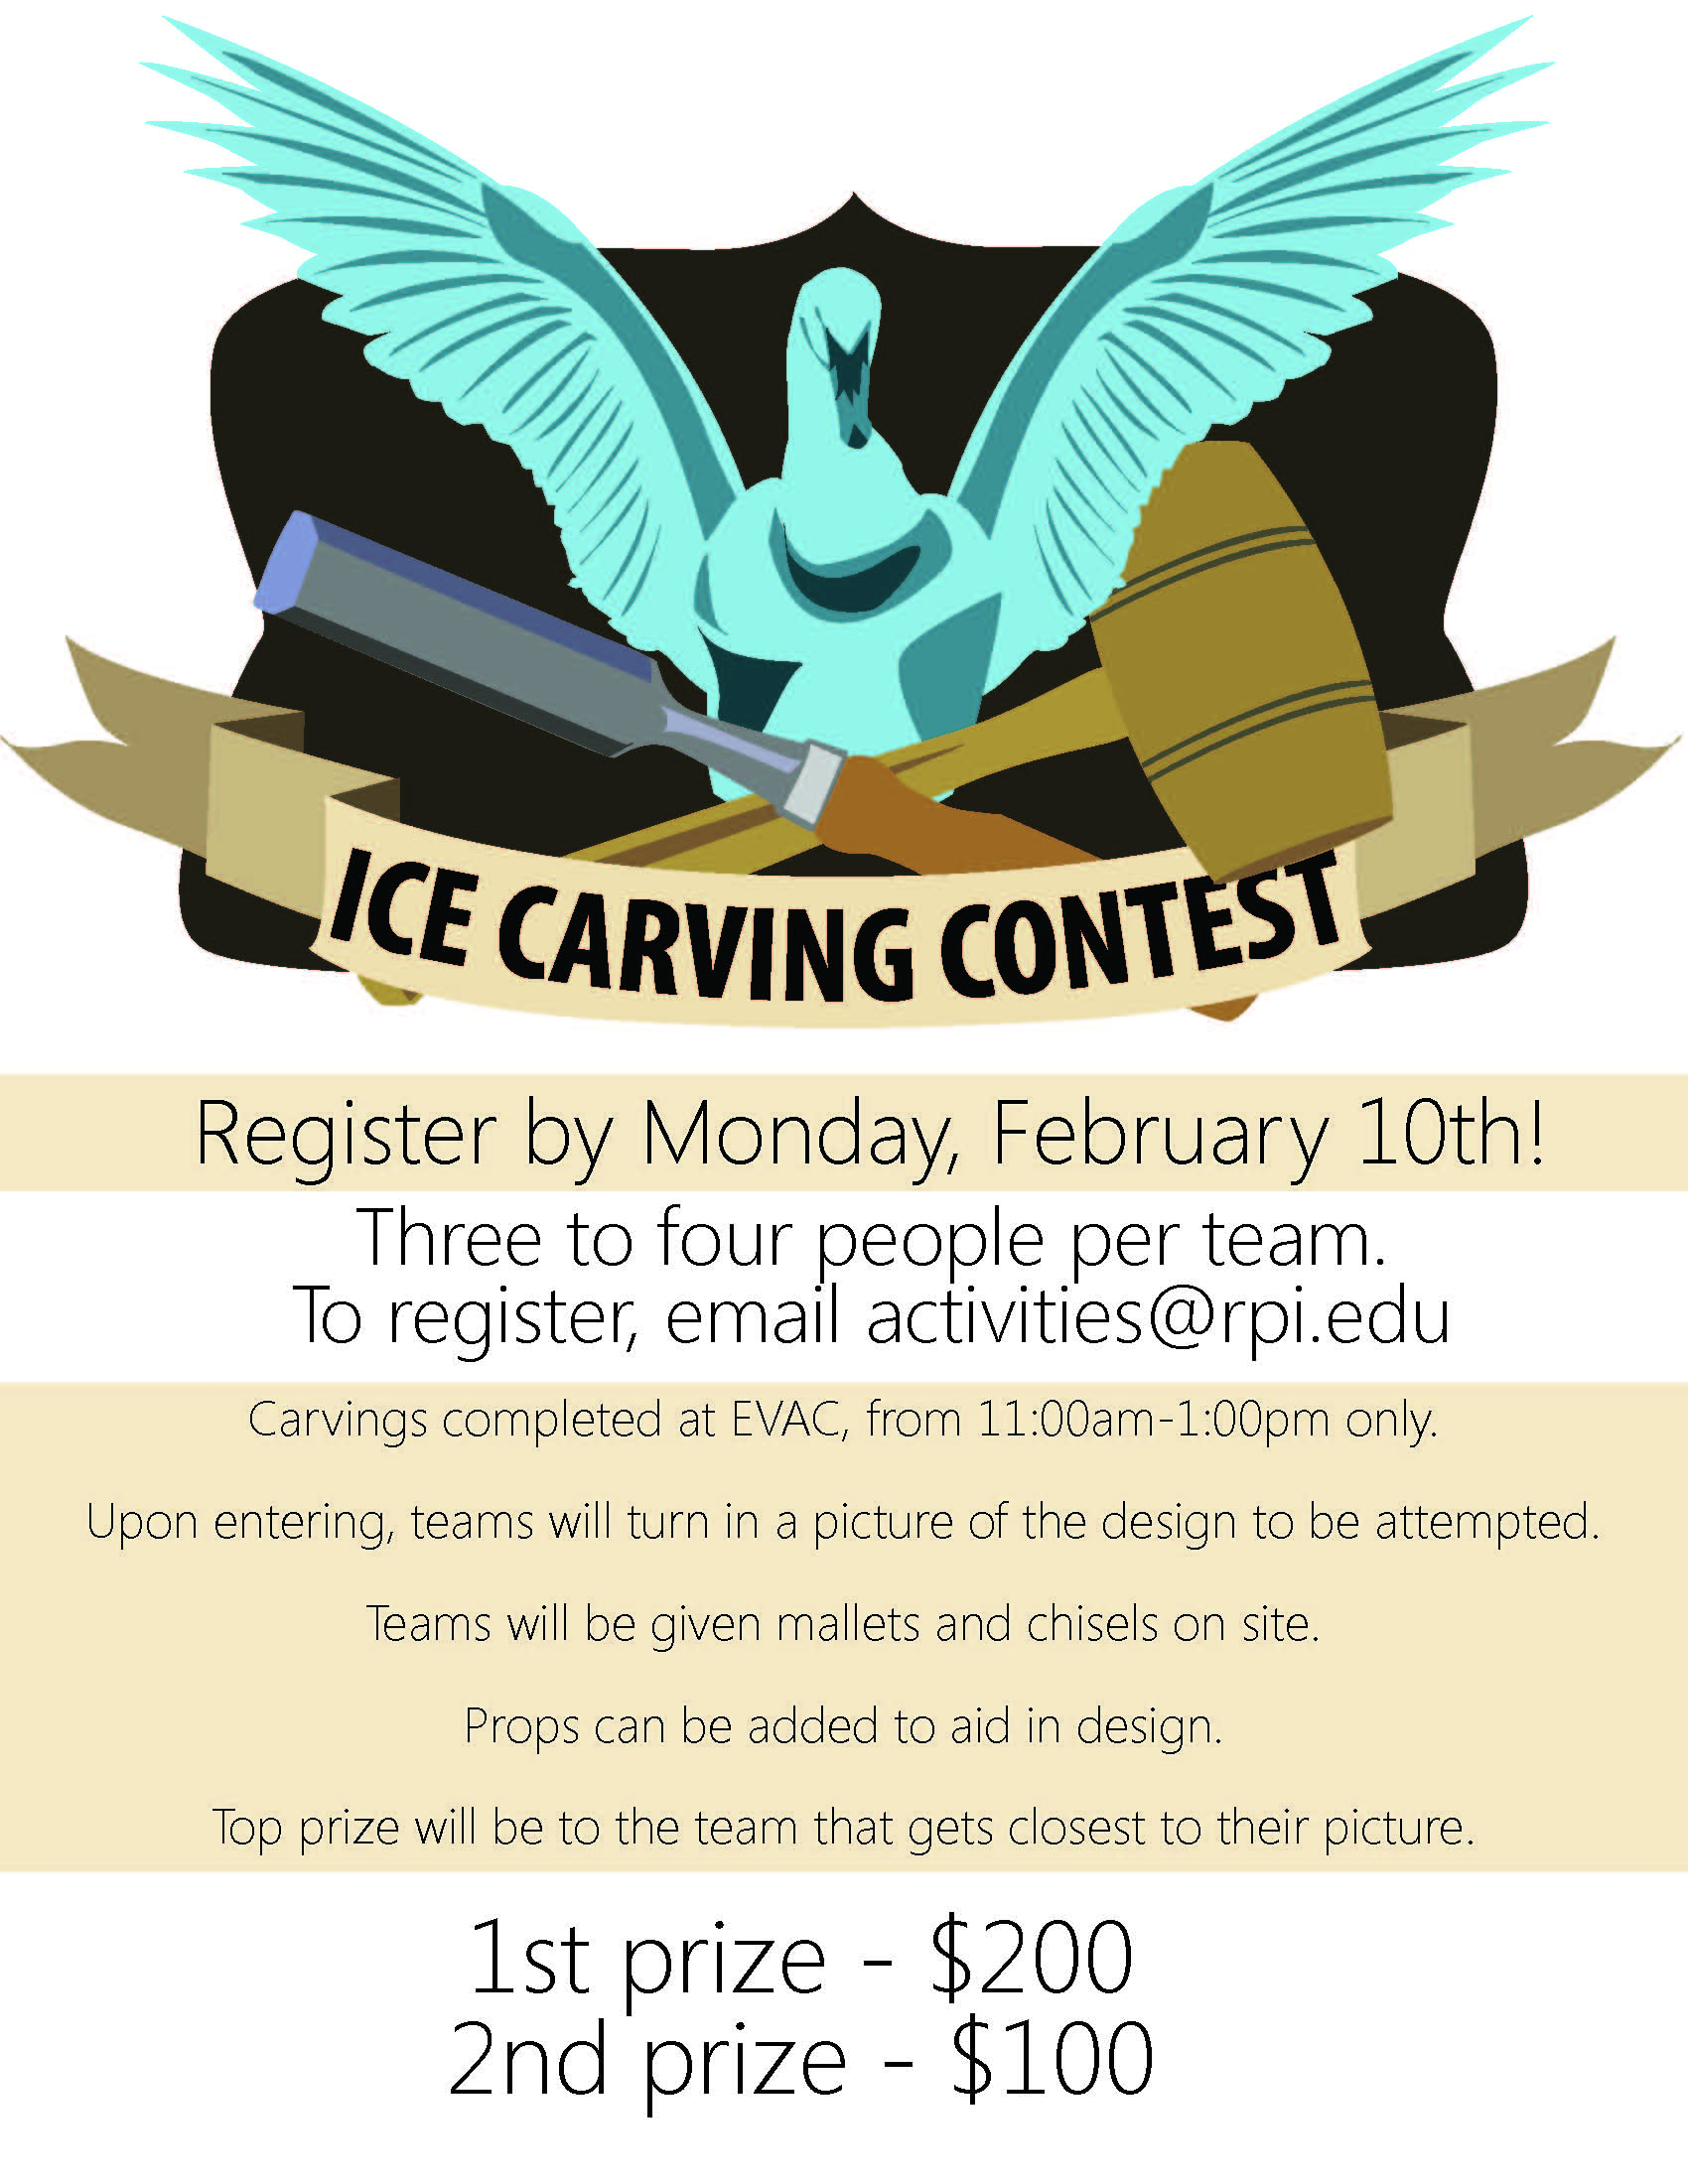 ICE CARVING CONTEST
Register by Monday, February 10th!
Three to four people per team.
To register, email activities@rpi.edu
Carvings completed at EVAC, from 11:00am-1:00pm only.
Upon entering, teams will turn in a picture of the design to be attempted.
Teams will be given mallets and chisels on site.
Props can be added to aid in design.
Top prize will be to the team that gets closest to their picture.
1st prize - $200
2nd prize - $100